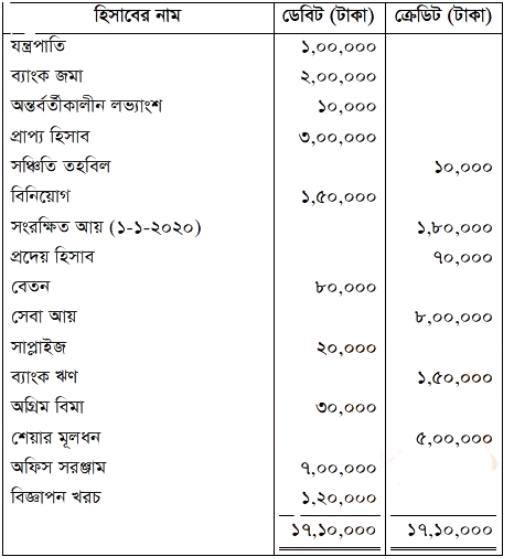 হিসাবের নাম ডেবিট (টাকা) ক্রেডিট (টাকা)
যন্ত্রপাতি ১,০০,০০০
ব্যাংক জমা ২,০০,০০০
অন্তর্বর্তীকালীন লভ্যাংশ ১০,০০০
প্রাপ্য হিসাব ৩,০০,০০০
সঞ্চিতি তহবিল ১০,০০০
বিনিয়োগ ১,৫০,০০০
সংরক্ষিত আয় (১-১-২০২০) ১,৮০,০০০
প্রদেয় হিসাব ৭০,০০০
বেতন ৮০,০০০
সেবা আয় ৮,০০,০০০
সাপ্লাইজ ২০,০০০
ব্যাংক ঋণ ১,৫০,০০০
অগ্রিম বিমা ৩০,০০০
শেয়ার মূলধন ৫,০০,০০০
অফিস সরঞ্জাম ৭,০০,০০০
বিজ্ঞাপন খরচ ১,২০,০০০
১৭,১০,০০০ ১৭,১০,০০০